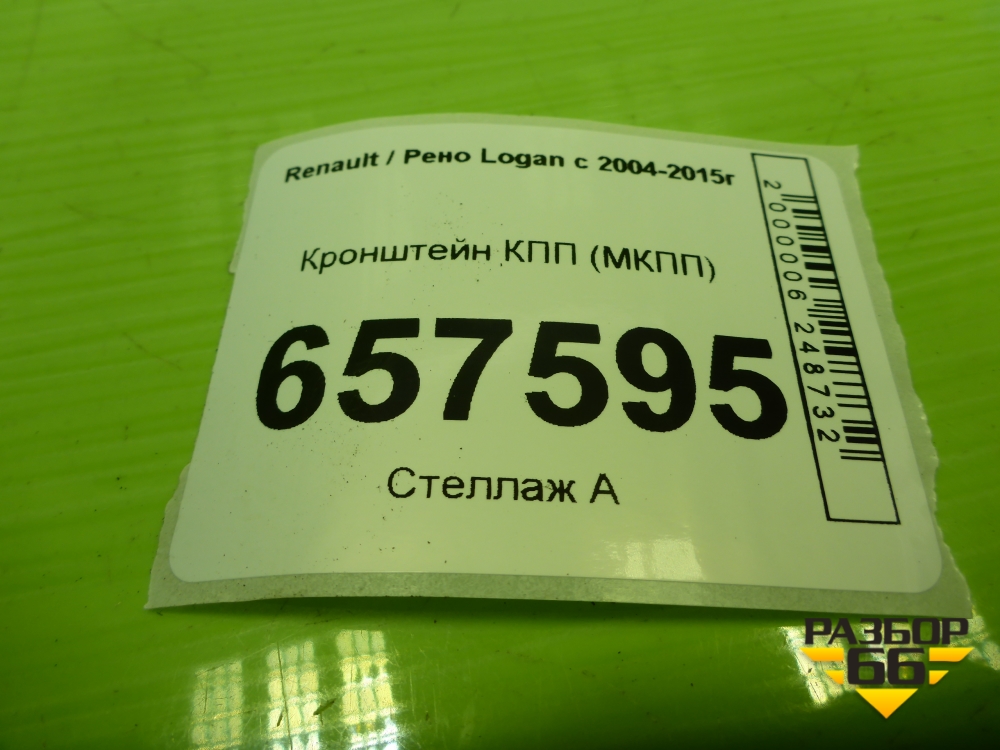 Renault / Рено Logan с 2004-2015г
Кронштейн КПП (МКПП)
657595
Стеллаж А
2000006248732
РАЗБОР
66